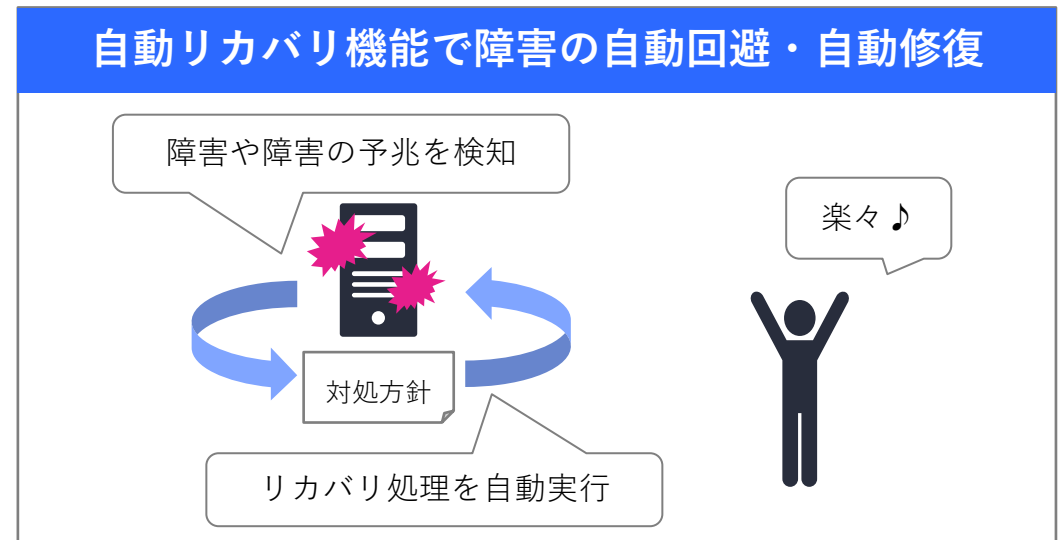 自動リカバリ機能で障害の自動回避・自動修復
障害や障害の予兆を検知
楽々♪
対処方針
リカバリ処理を自動実行